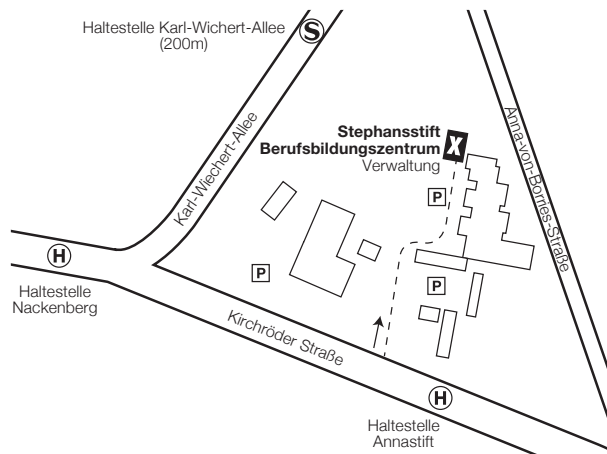 Haltestelle Karl-Wichert-Allee
(200m)
S
Karl-Wiechert-Allee
Stephansstift
Berufsbildungszentrum
Verwaltung
X
Anna-von-Borries-Straße
P
P
P
H
Haltestelle
Nackenberg
Kirchröder Straße
H
Haltestelle
Annastift